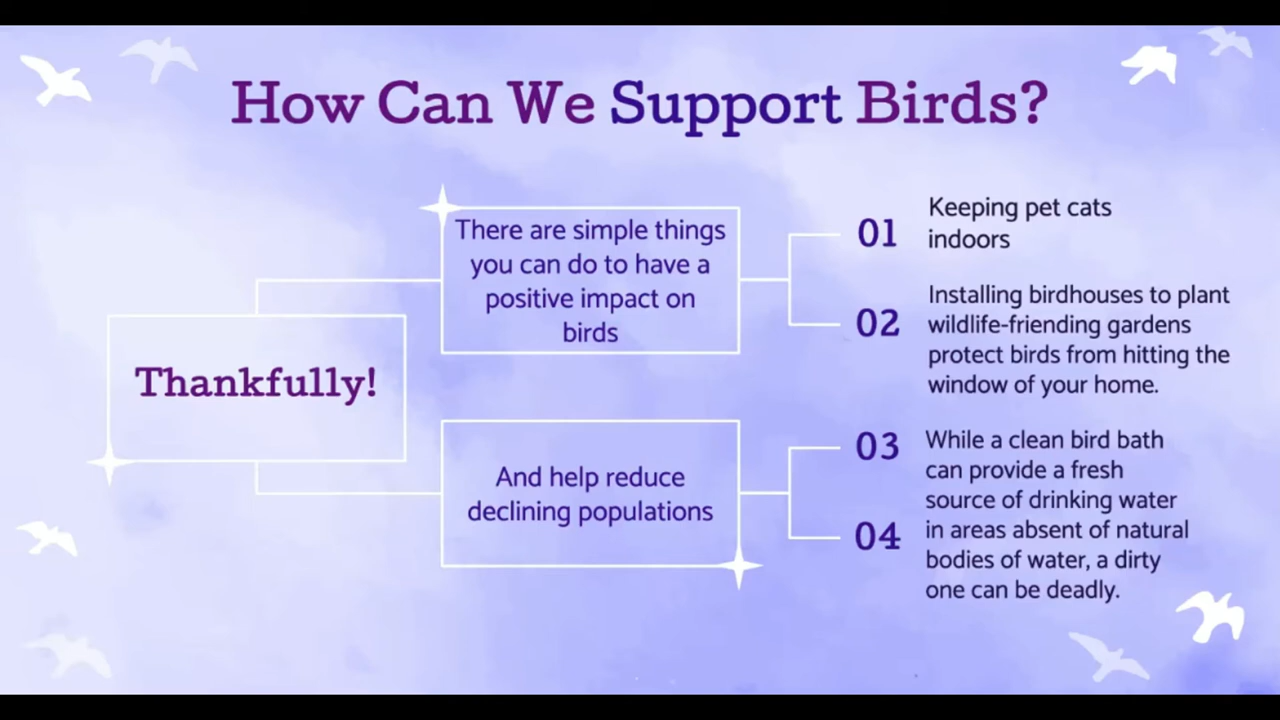 How Can We Support Birds?
Thankfully!
There are simple things
you can do to have a
positive impact on
birds
And help reduce
declining populations
01
Keeping pet cats
indoors
02
Installing birdhouses to plant
wildlife-friending gardens
protect birds from hitting the
window of your home.
03
04
While a clean bird bath
can provide a fresh
source of drinking water
in areas absent of natural
bodies of water, a dirty
one can be deadly.